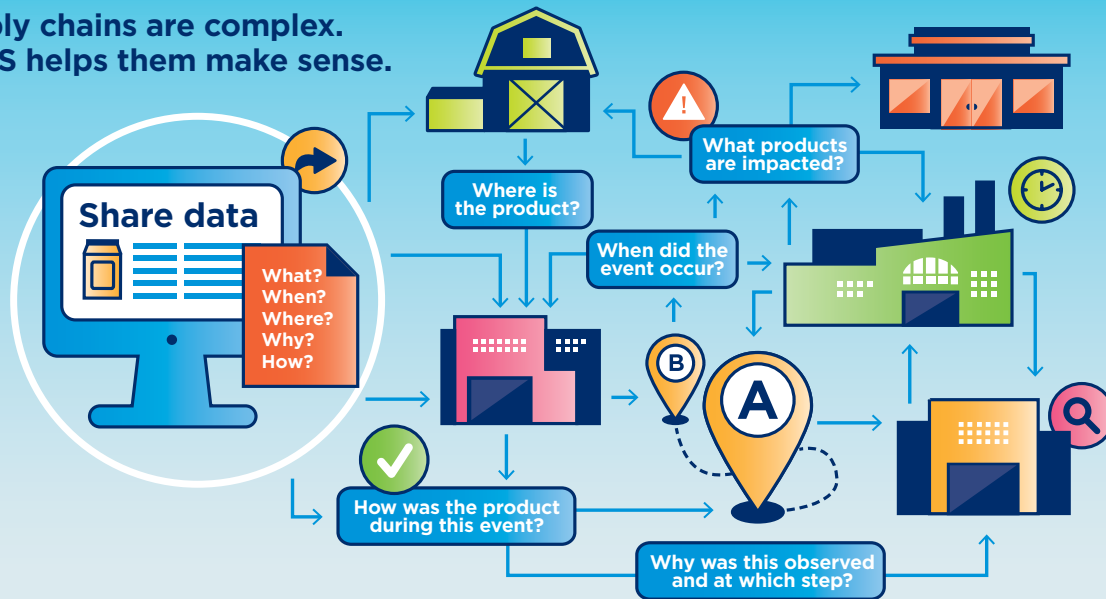 chains are complex.
helps them make sense.
Share data
What?
When?
Where?
Why?
How?
Where is
the product?
What products
are impacted?
When did the
event occur?
B
A
How was the product
during this event?
Why was this observed
and at which step?